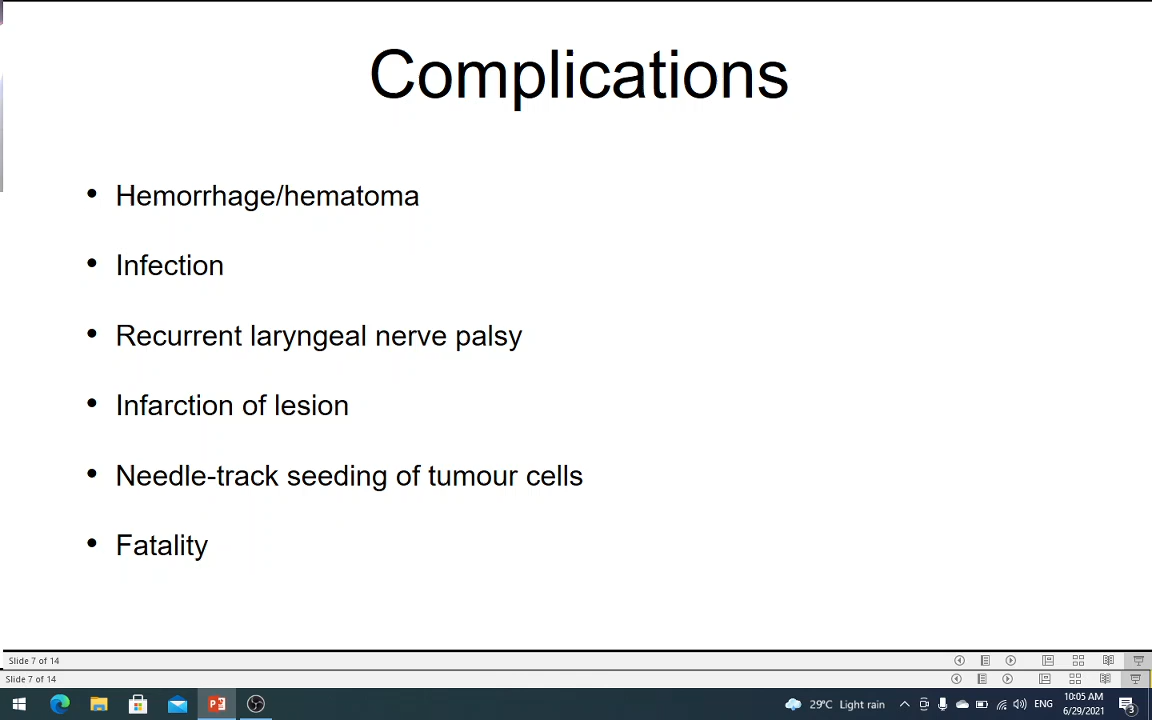 Complications
• Hemorrhage/hematoma
• Infection
• Recurrent laryngeal nerve palsy
• Infarction of lesion
• Needle-track seeding of tumour cells
• Fatality
Slide 7 of 14
Slide 7 of 14
29°C Light rain
ENG
10:05 AM
6/29/2021
3